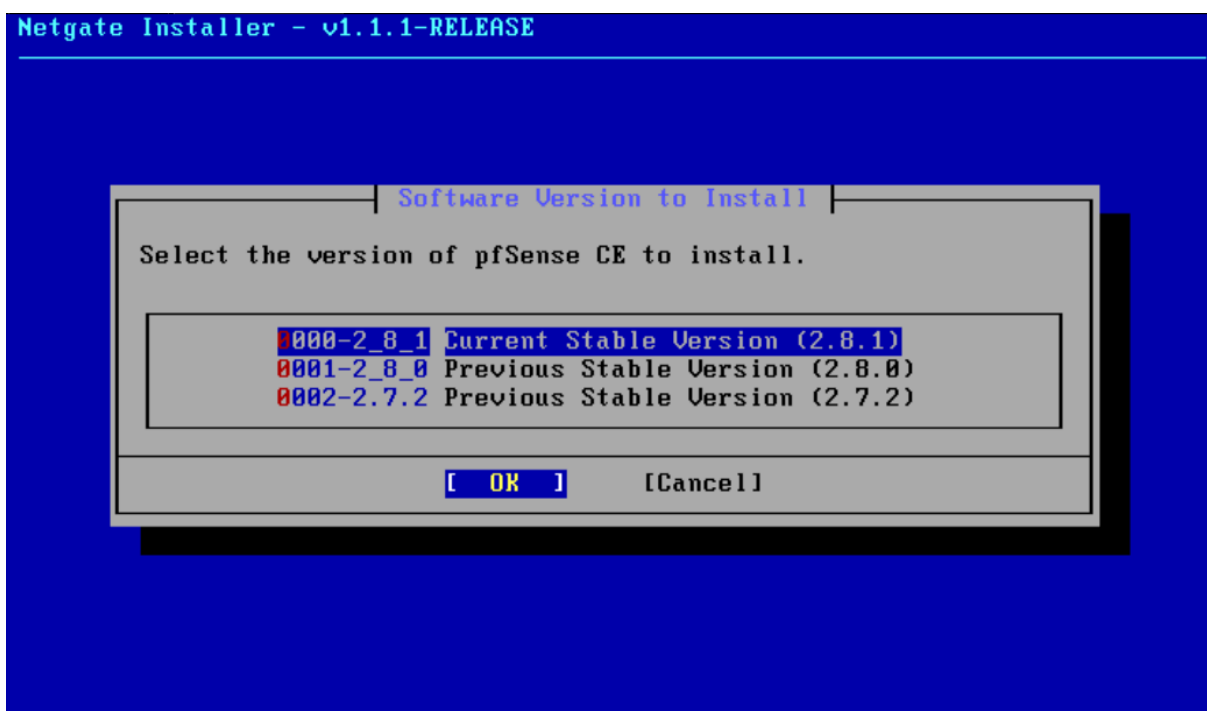 Netgate Installer - v1.1.1-RELEASE
Software Version to Install
Select the version of pfSense CE to install.
0000-2_8_1 Current Stable Version (2.8.1)
0001-2_8_0 Previous Stable Version (2.8.0)
0002-2.7.2 Previous Stable Version (2.7.2)
[ OK ] [Cancel]